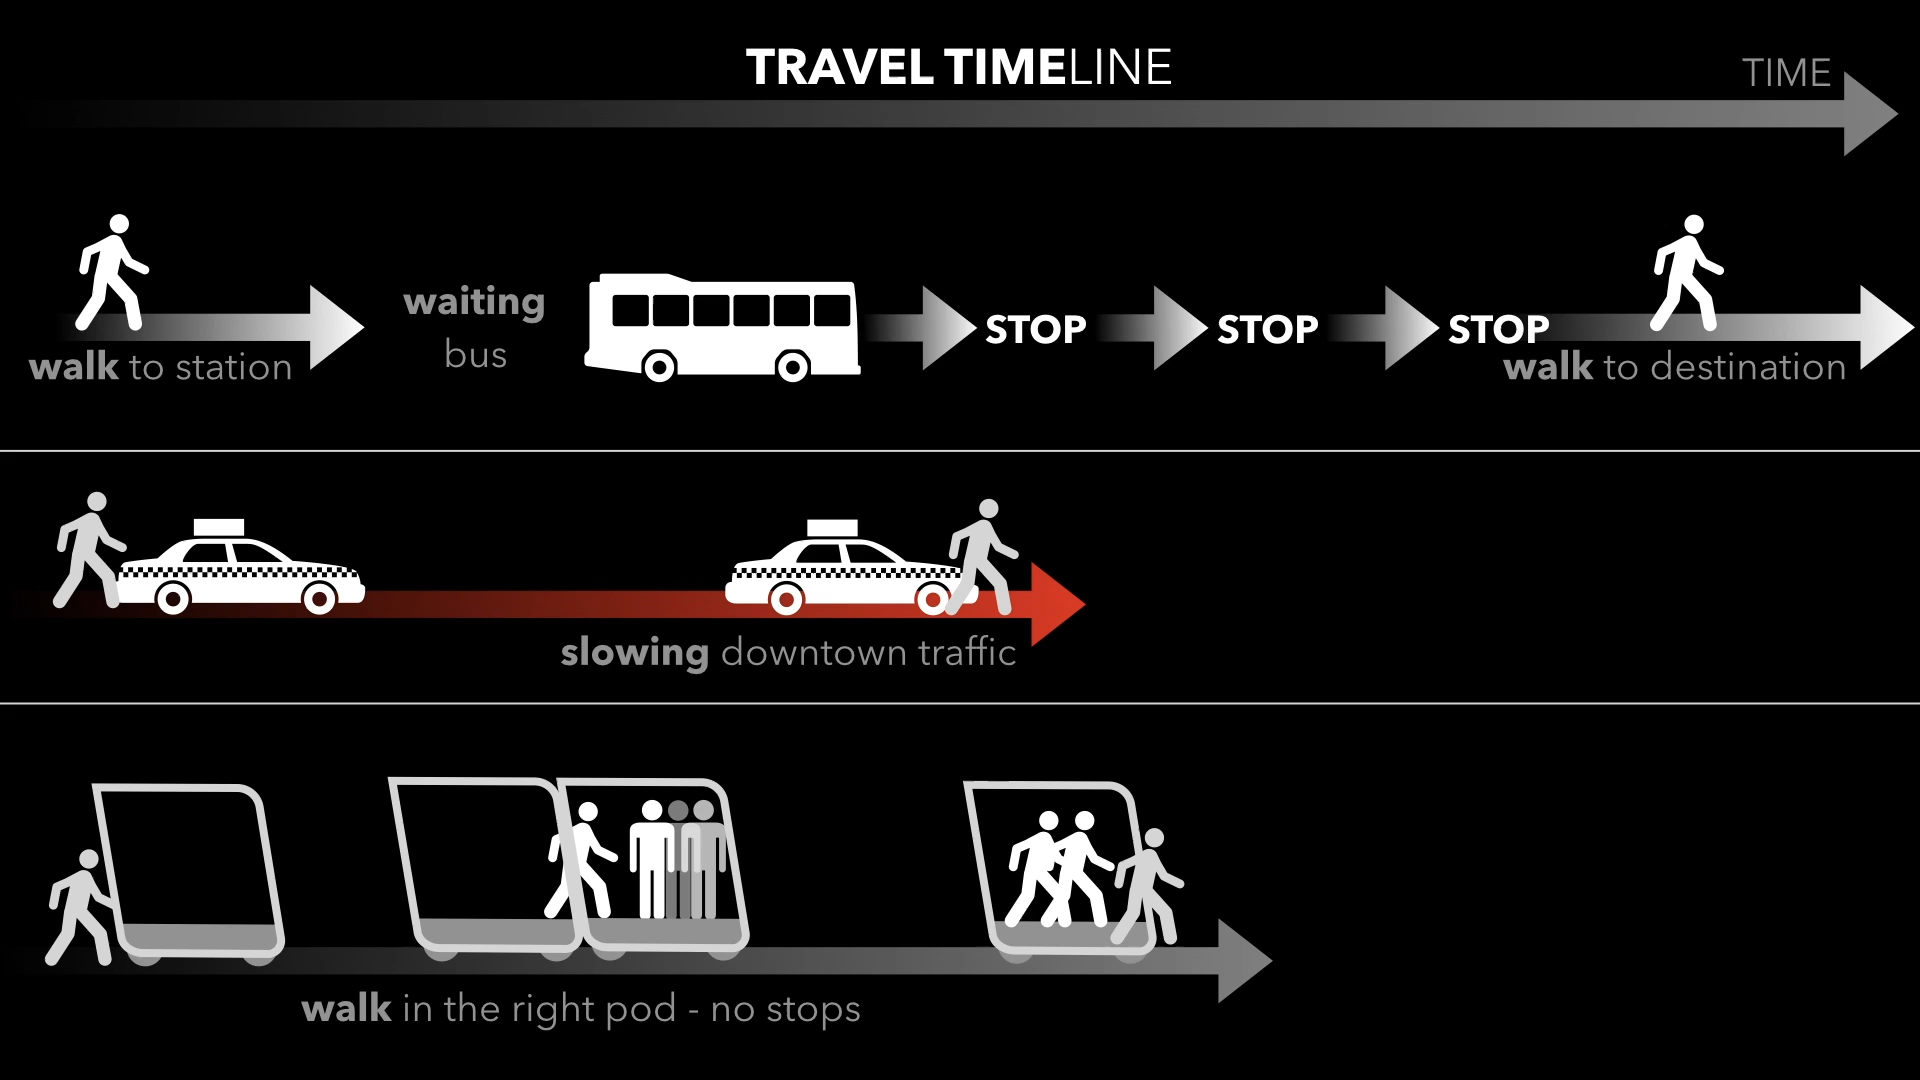 TRAVEL TIMELINE
TIME
walk to station
waiting
bus
STOP
STOP
STOP
walk to destination
slowing downtown traffic
walk in the right pod - no stops